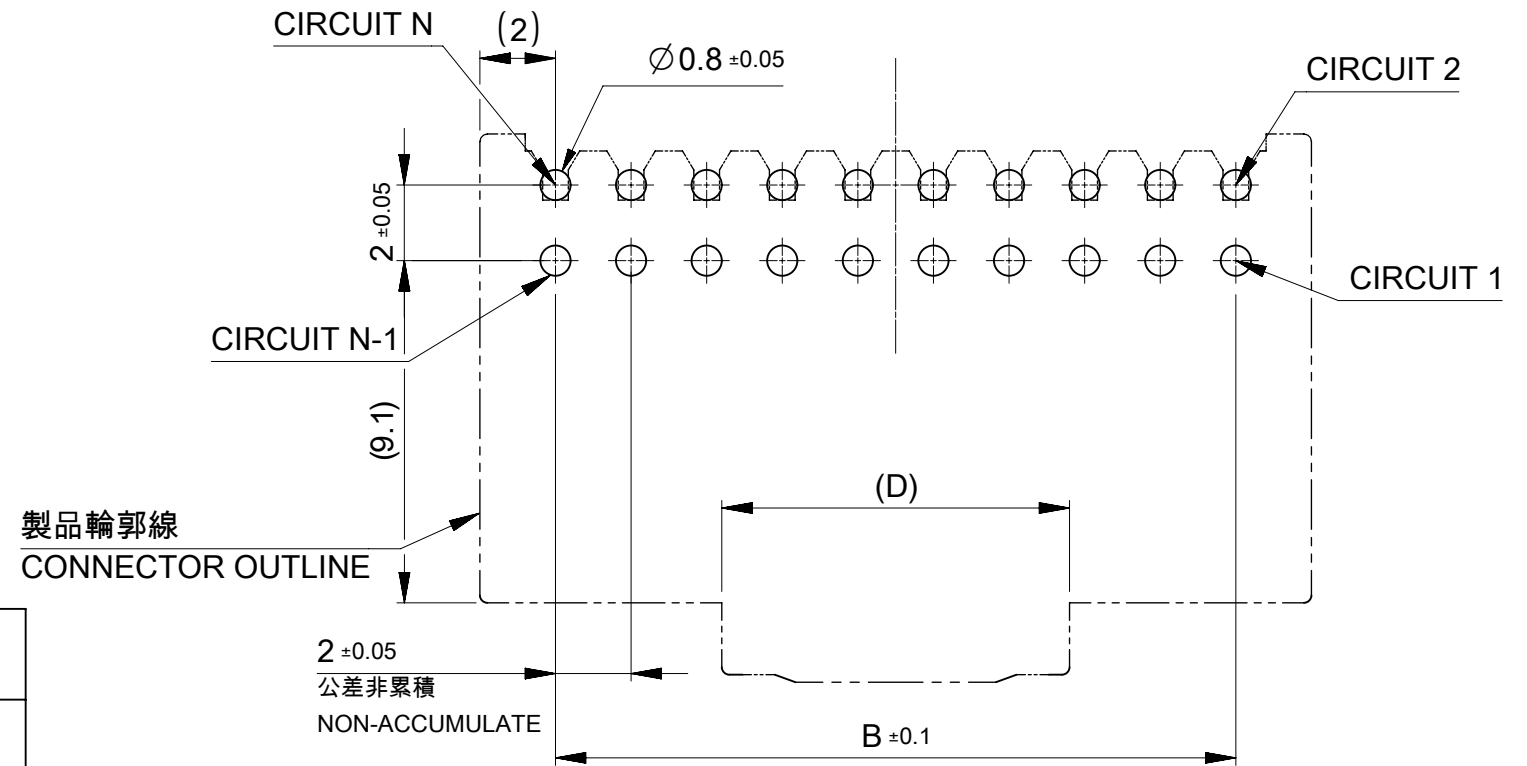 CIRCUIT N
(2)
∅0.8 ±0.05
CIRCUIT 2
2 ±0.05
CIRCUIT 1
CIRCUIT N-1
(9.1)
(D)
製品輪郭線
CONNECTOR OUTLINE
2 ±0.05
公差非累積
NON-ACCUMULATE
B ±0.1